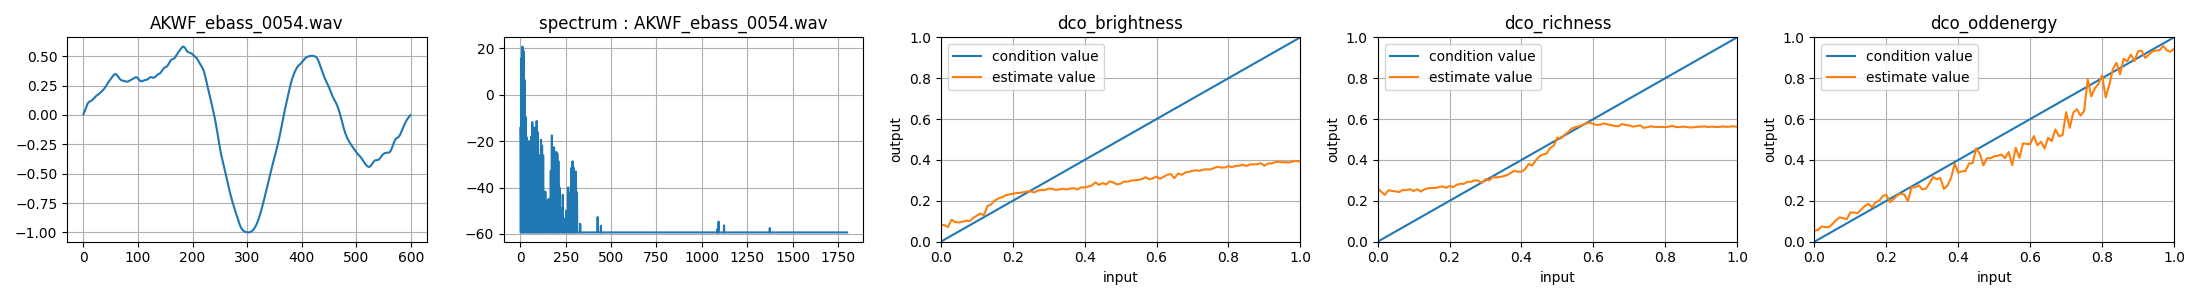 AKWF_ebass_0054.wav
0.50
0.25
0.00
−0.25
−0.50
−0.75
−1.00
0 100 200 300 400 500 600
spectrum : AKWF_ebass_0054.wav
20
0
−20
−40
−60
0 250 500 750 1000 1250 1500 1750
dco_brightness
condition value
estimate value
output
1.0
0.8
0.6
0.4
0.2
0.0
0.0 0.2 0.4 0.6 0.8 1.0
input
dco_richness
condition value
estimate value
output
1.0
0.8
0.6
0.4
0.2
0.0
0.0 0.2 0.4 0.6 0.8 1.0
input
dco_oddenergy
condition value
estimate value
output
1.0
0.8
0.6
0.4
0.2
0.0
0.0 0.2 0.4 0.6 0.8 1.0
input